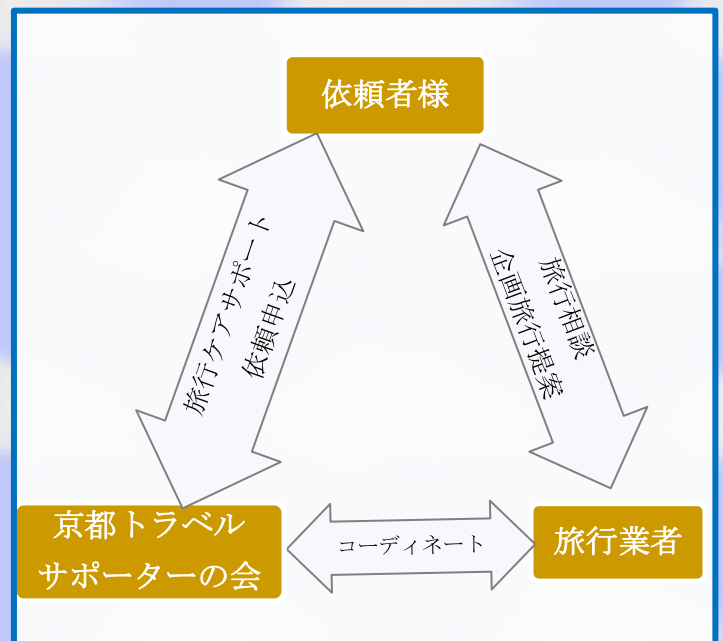 依頼者様
旅行ケアサポート
依頼申込
旅行相談
企画旅行提案
京都トラベル
サポーターの会
コーディネート
旅行業者